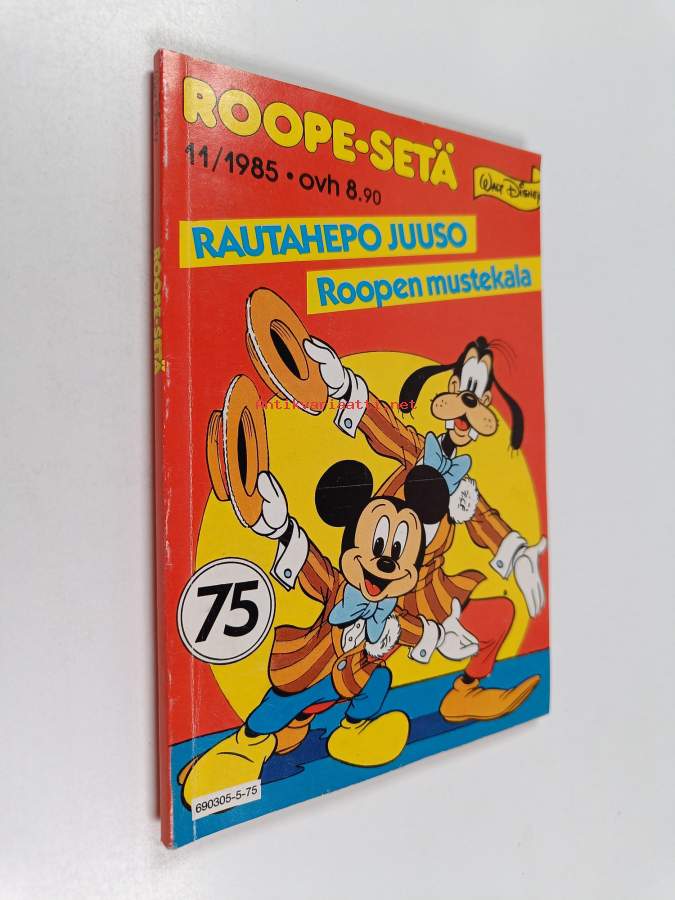 ROOPE-SETÄ
11/1985 • ovh 8.90
WALT DISNEY
RAUTAHEPO JUUSO
Roopen mustekala
antikvariaatti.net
ROOPE-SETÄ
75
690305-5-75